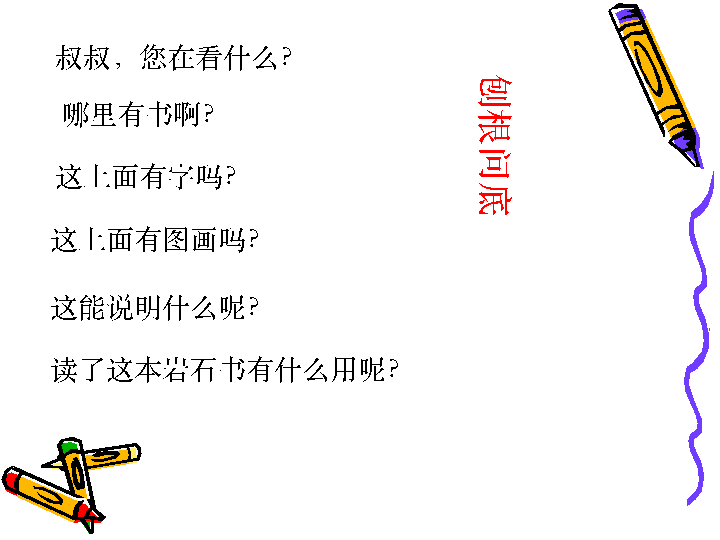 叔叔，您在看什么?
哪里有书啊?
这上面有字吗?
这上面有图画吗?
这能说明什么呢?
读了这本岩石书有什么用呢?
刨根问底